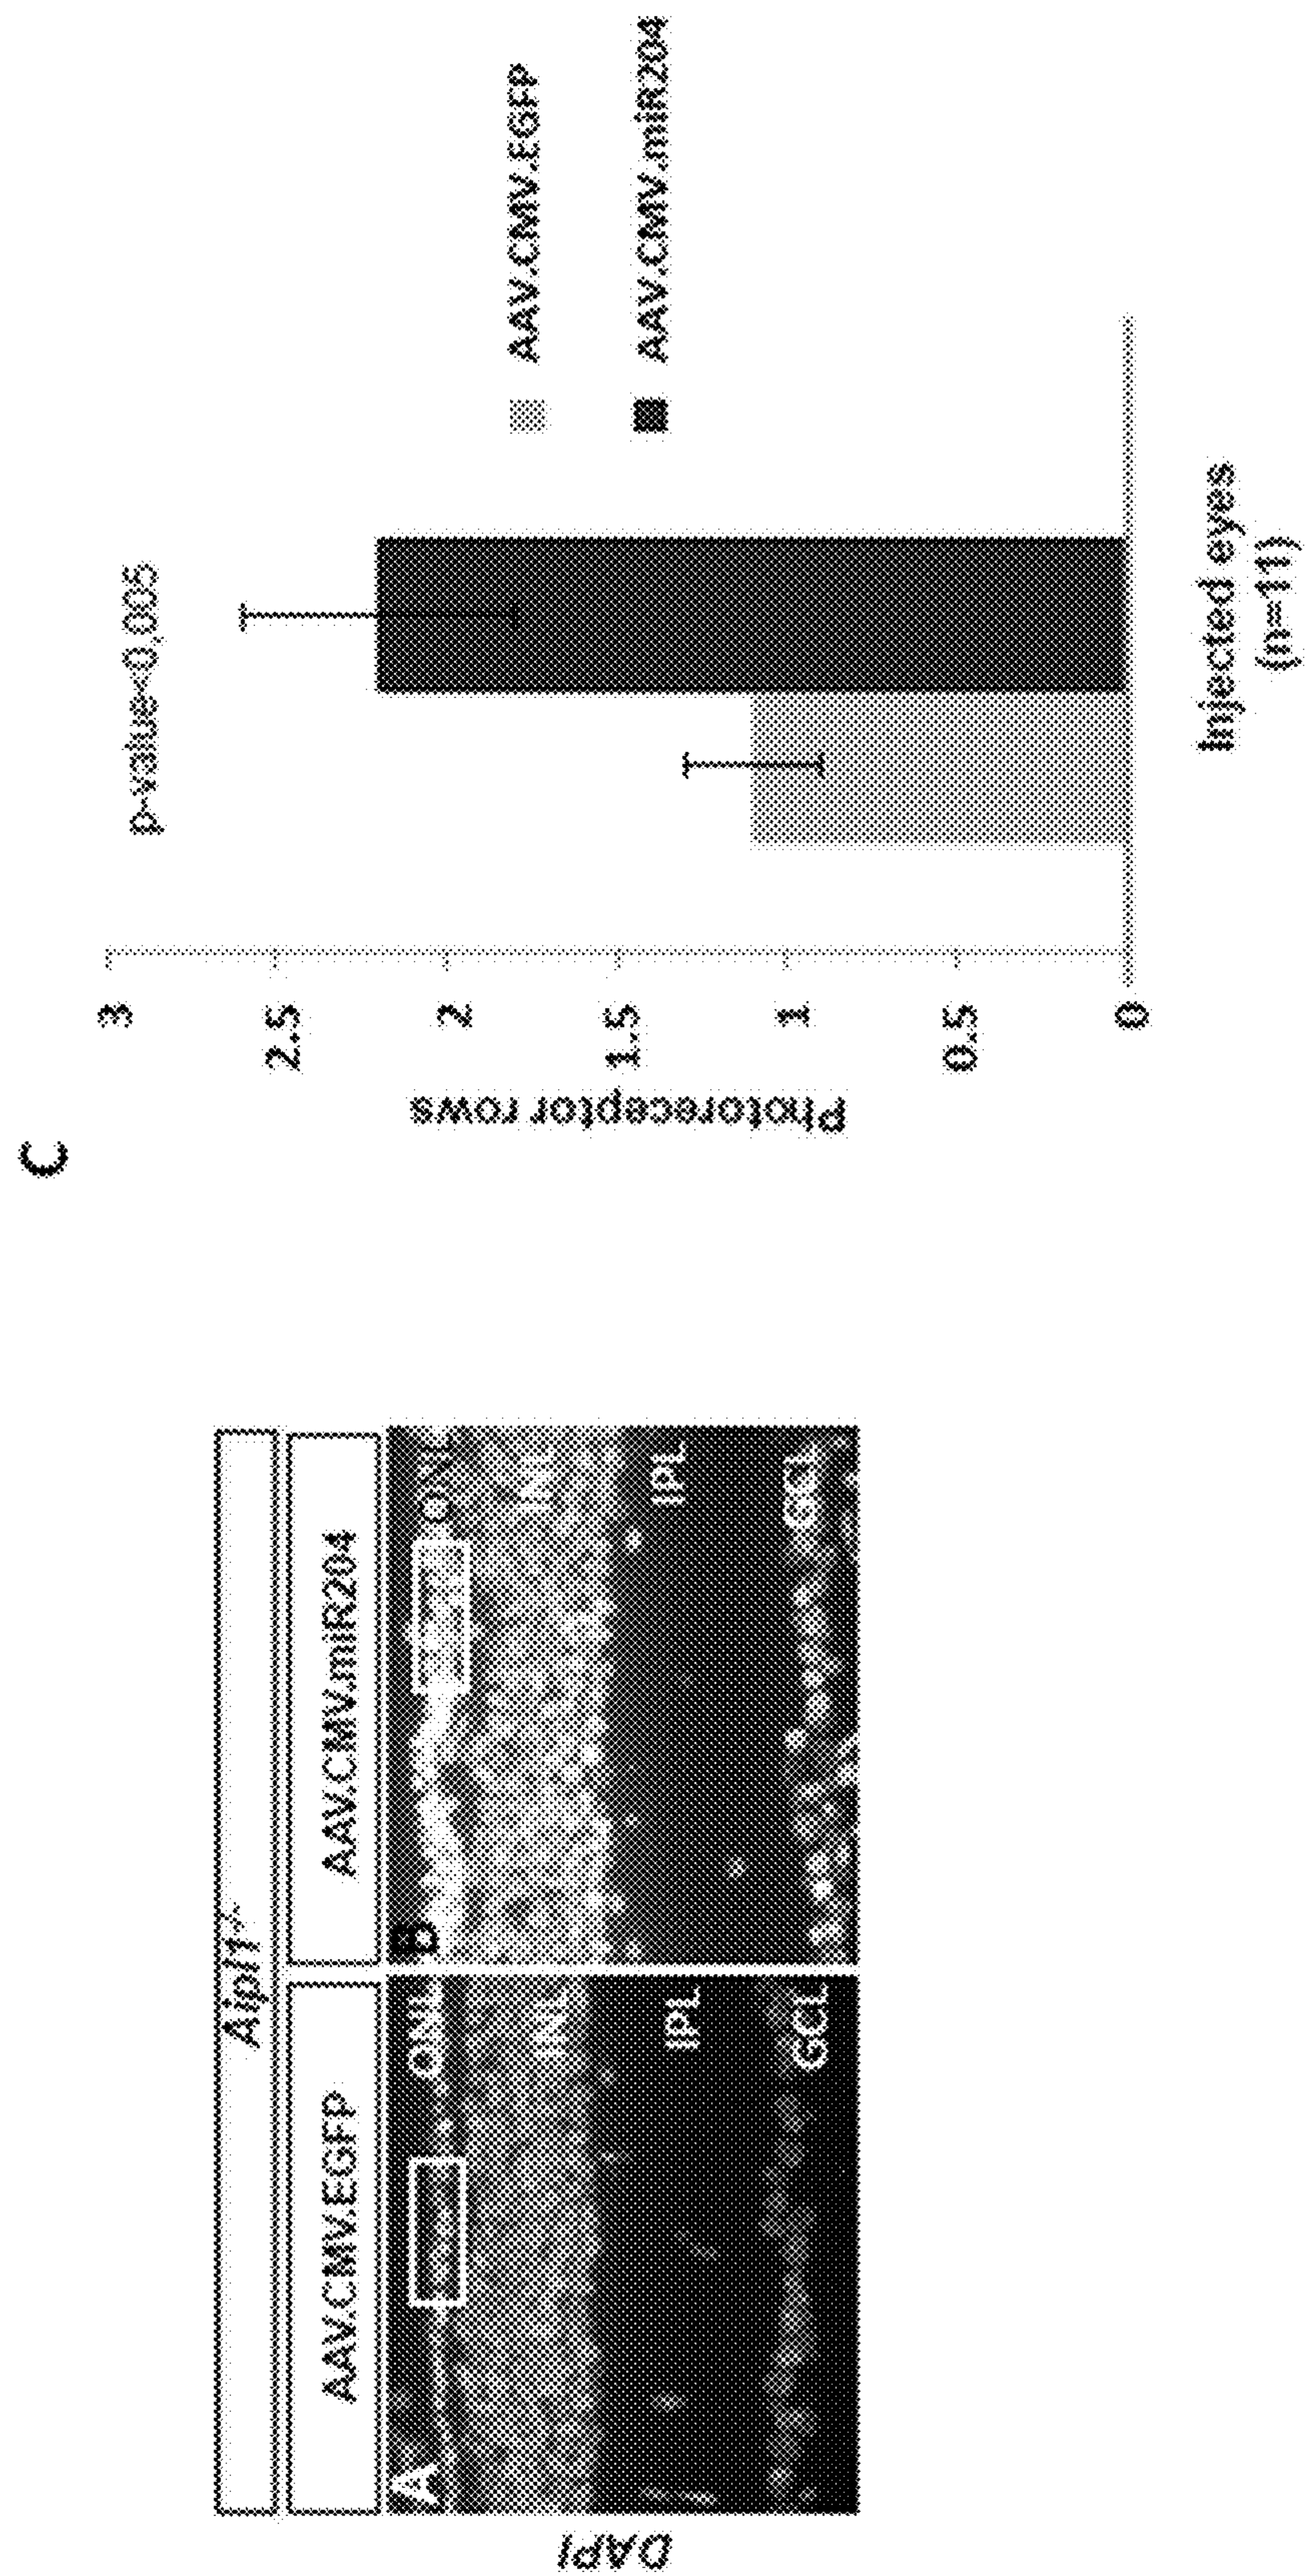 Aipl1-/-
AAV.CMV.EGFP
AAV.CMV.miR204
DAPI
A
ONL
INL
IPL
GCL
B
ONL
INL
IPL
GCL
C
p-value<0,005
Photoreceptor rows
3
2.5
2
1.5
1
0.5
0
AAV.CMV.EGFP
AAV.CMV.miR204
Injected eyes
(n=11)